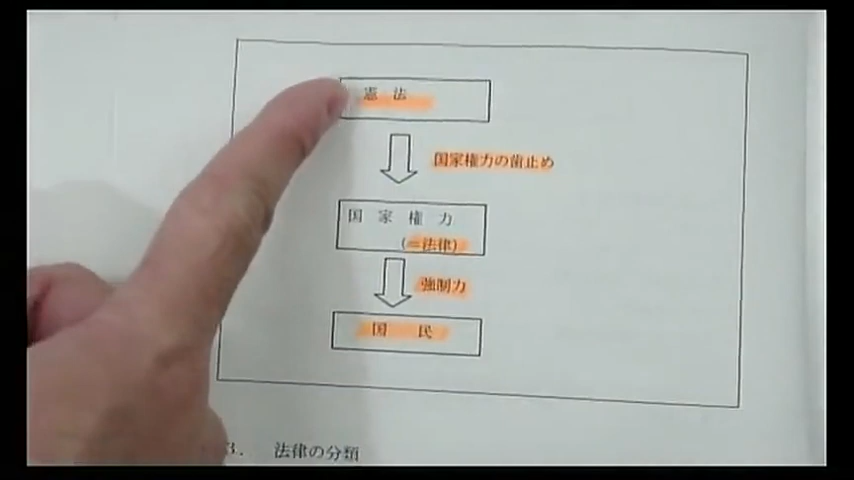 憲法
国家権力の歯止め
国家権力
(=法律)
強制力
国民
3. 法律の分類